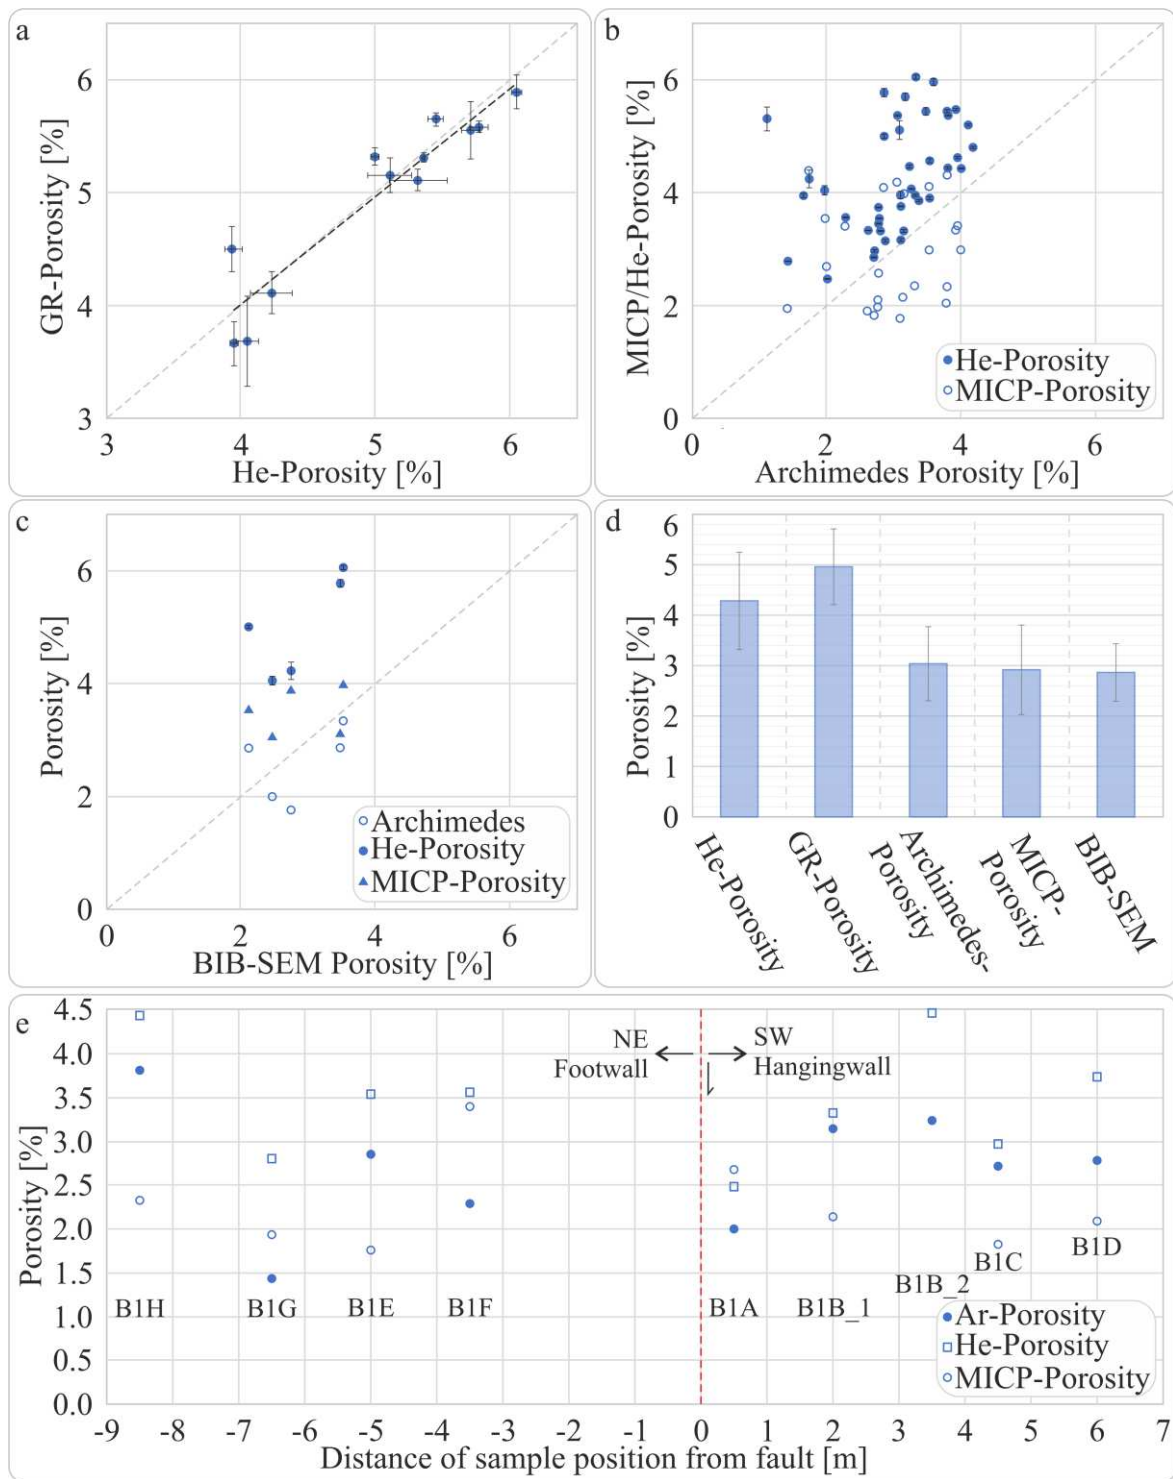 a
6
5
4
3
GR-Porosity [%]
3
4
5
6
He-Porosity [%]
b
6
4
2
0
MICP/He-Porosity [%]
He-Porosity
MICP-Porosity
0
2
4
6
Archimedes Porosity [%]
c
6
4
2
0
Porosity [%]
Archimedes
He-Porosity
MICP-Porosity
0
2
4
6
BIB-SEM Porosity [%]
d
6
5
4
3
2
1
0
Porosity [%]
He-Porosity
GR-Porosity
Archimedes-
Porosity
MICP-
Porosity
BIB-SEM
e
4.5
4.0
3.5
3.0
2.5
2.0
1.5
1.0
0.5
0.0
Porosity [%]
NE
Footwall
SW
Hangingwall
B1H
B1G
B1E
B1F
B1A
B1B_1
B1B_2
B1C
B1D
Ar-Porosity
He-Porosity
MICP-Porosity
-9 -8 -7 -6 -5 -4 -3 -2 -1 0 1 2 3 4 5 6 7
Distance of sample position from fault [m]